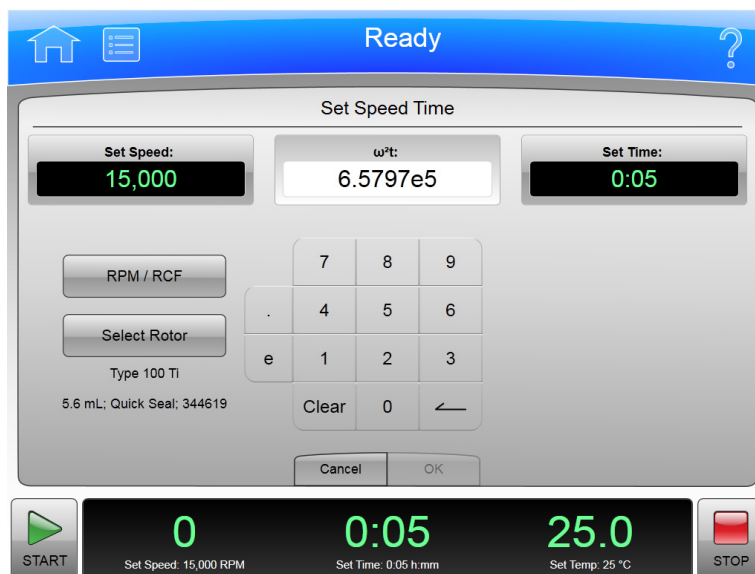 Ready
?
Set Speed Time
Set Speed:
15,000
ω²t:
6.5797e5
Set Time:
0:05
RPM / RCF
Select Rotor
Type 100 Ti
5.6 mL; Quick Seal; 344619
7 8 9
. 4 5 6
e 1 2 3
Clear 0
Cancel OK
START
0
Set Speed: 15,000 RPM
0:05
Set Time: 0:05 h:mm
25.0
Set Temp: 25 °C
STOP